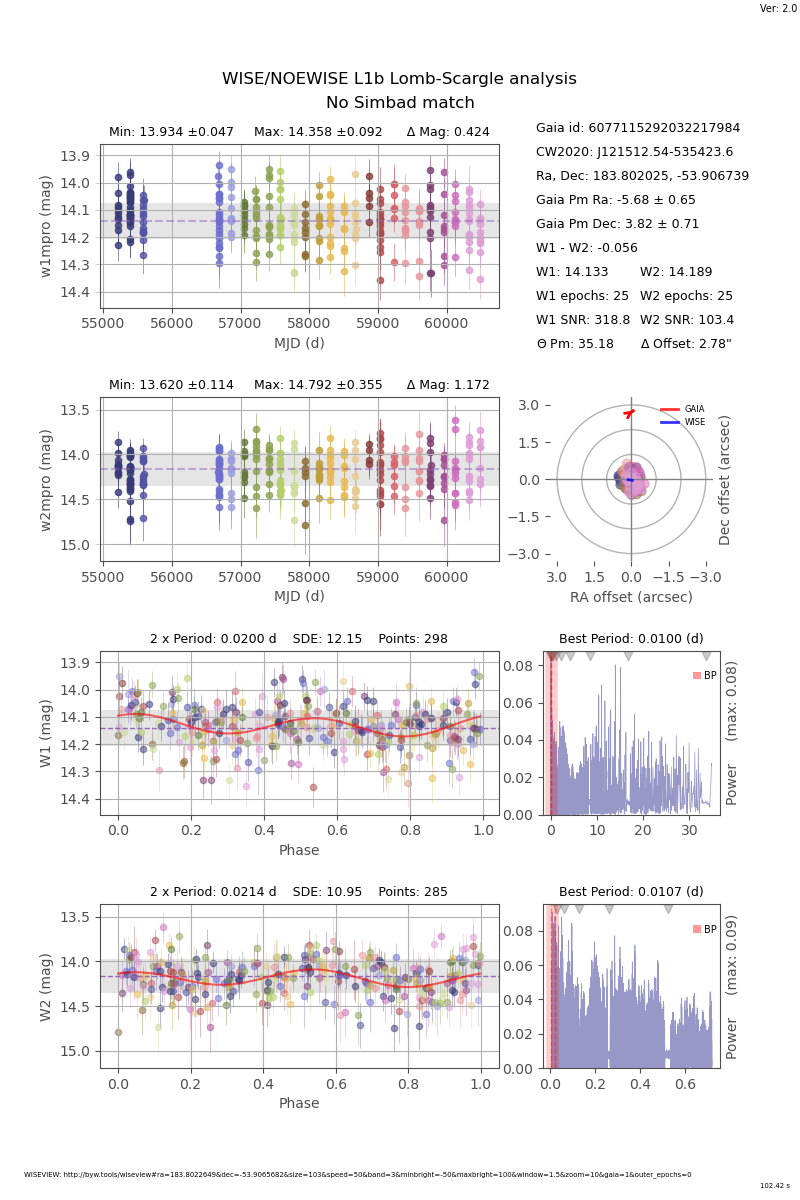 Ver: 2.0
WISE/NOEWISE L1b Lomb-Scargle analysis
No Simbad match
Min: 13.934 ±0.047 Max: 14.358 ±0.092 Δ Mag: 0.424
13.9
14.0
14.1
14.2
14.3
14.4
w1mpro (mag)
55000 56000 57000 58000 59000 60000
MJD (d)
Gaia id: 6077115292032217984
CW2020: J121512.54-535423.6
Ra, Dec: 183.802025, -53.906739
Gaia Pm Ra: -5.68 ± 0.65
Gaia Pm Dec: 3.82 ± 0.71
W1 - W2: -0.056
W1: 14.133 W2: 14.189
W1 epochs: 25 W2 epochs: 25
W1 SNR: 318.8 W2 SNR: 103.4
Θ Pm: 35.18 Δ Offset: 2.78"
Min: 13.620 ±0.114 Max: 14.792 ±0.355 Δ Mag: 1.172
13.5
14.0
14.5
15.0
w2mpro (mag)
55000 56000 57000 58000 59000 60000
MJD (d)
3.0
1.5
0.0
−1.5
−3.0
GAIA
WISE
Dec offset (arcsec)
3.0 1.5 0.0 −1.5 −3.0
RA offset (arcsec)
2 x Period: 0.0200 d SDE: 12.15 Points: 298
13.9
14.0
14.1
14.2
14.3
14.4
W1 (mag)
0.0 0.2 0.4 0.6 0.8 1.0
Phase
Best Period: 0.0100 (d)
0.08
0.06
0.04
0.02
0.00
BP
Power (max: 0.08)
0 10 20 30
2 x Period: 0.0214 d SDE: 10.95 Points: 285
13.5
14.0
14.5
15.0
W2 (mag)
0.0 0.2 0.4 0.6 0.8 1.0
Phase
Best Period: 0.0107 (d)
0.08
0.06
0.04
0.02
0.00
BP
Power (max: 0.09)
0.0 0.2 0.4 0.6
WISEVIEW: http://byw.tools/wiseview#ra=183.8022649&dec=-53.9065682&size=103&speed=50&band=3&minbright=-50&maxbright=100&window=1.5&zoom=10&gaia=1&outer_epochs=0
102.42 s